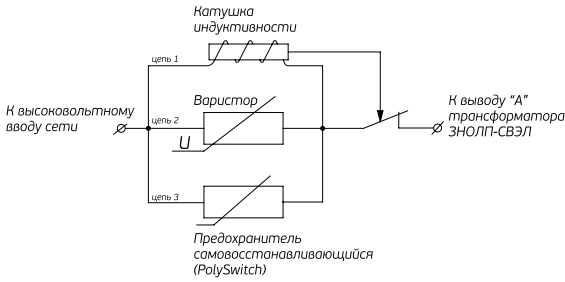 Катушка
индуктивности
цепь 1
К высоковольтному
вводу сети
цепь 2
Варистор
U
К выводу “А”
трансформатора
ЗНОЛП-СВЭЛ
цепь 3
Предохранитель
самовосстанавливающийся
(PolySwitch)